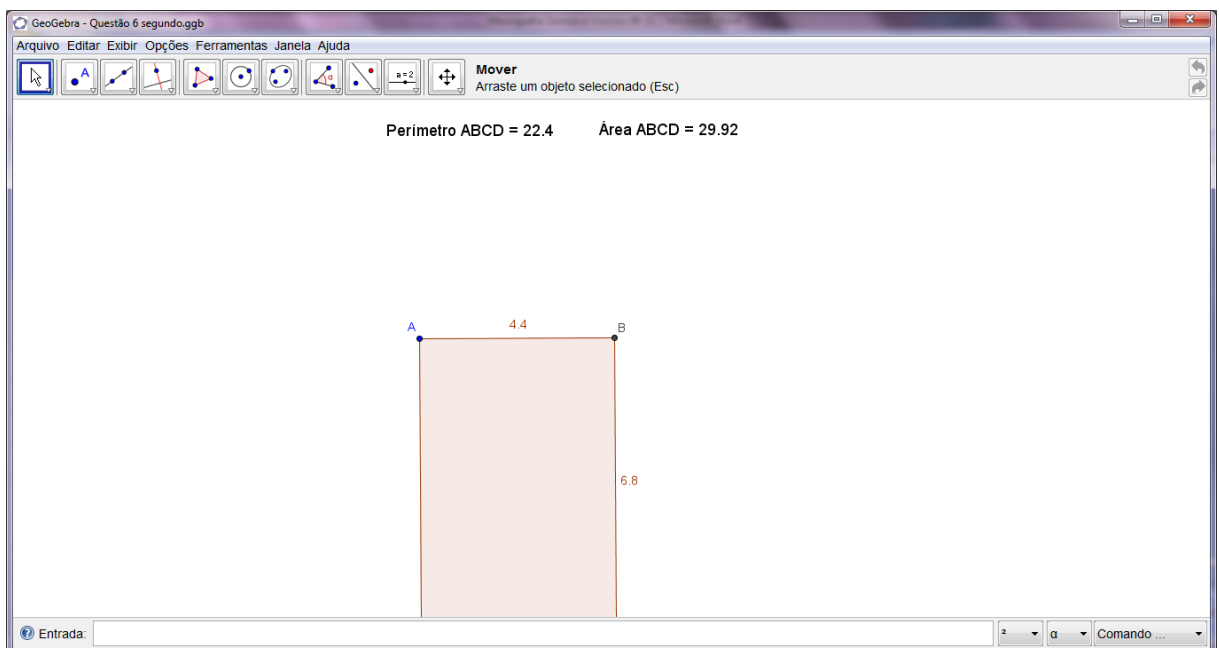 GeoGebra - Questão 6 segundo.ggb
Arquivo Editar Exibir Opções Ferramentas Janela Ajuda
A
α
a=2
Mover
Arraste um objeto selecionado (Esc)
Perímetro ABCD = 22.4 Área ABCD = 29.92
A 4.4 B
6.8
Entrada: ² α Comando ...